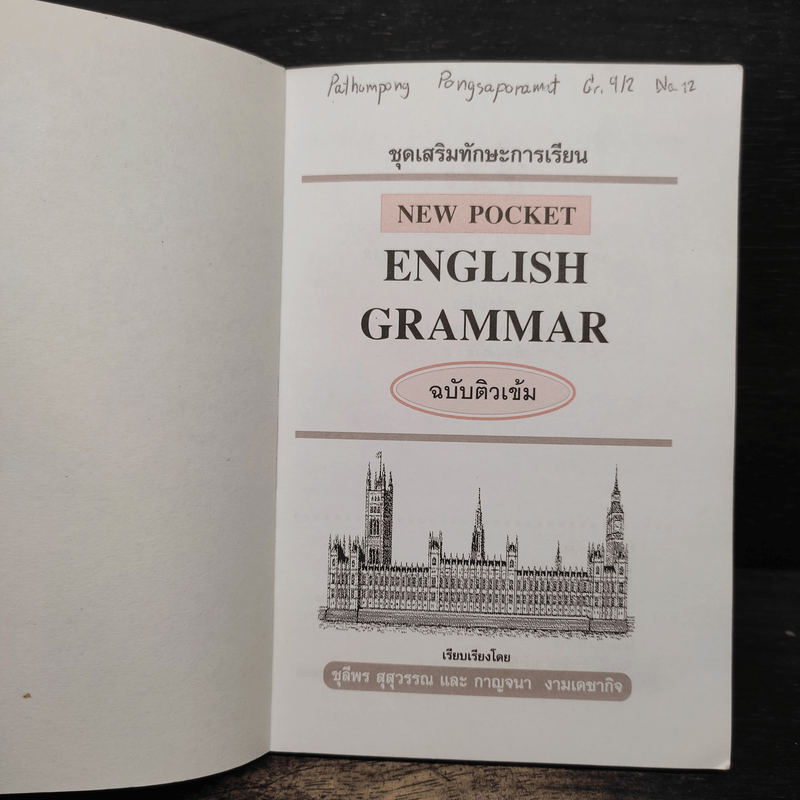 Pathumpong Pongsaporamat Gr. 4/2 No 12
ชุดเสริมทักษะการเรียน
NEW POCKET
ENGLISH
GRAMMAR
ฉบับติวเข้ม
เรียบเรียงโดย
ชุลีพร สุสุวรรณ และ กาญจนา งามเดชากิจ